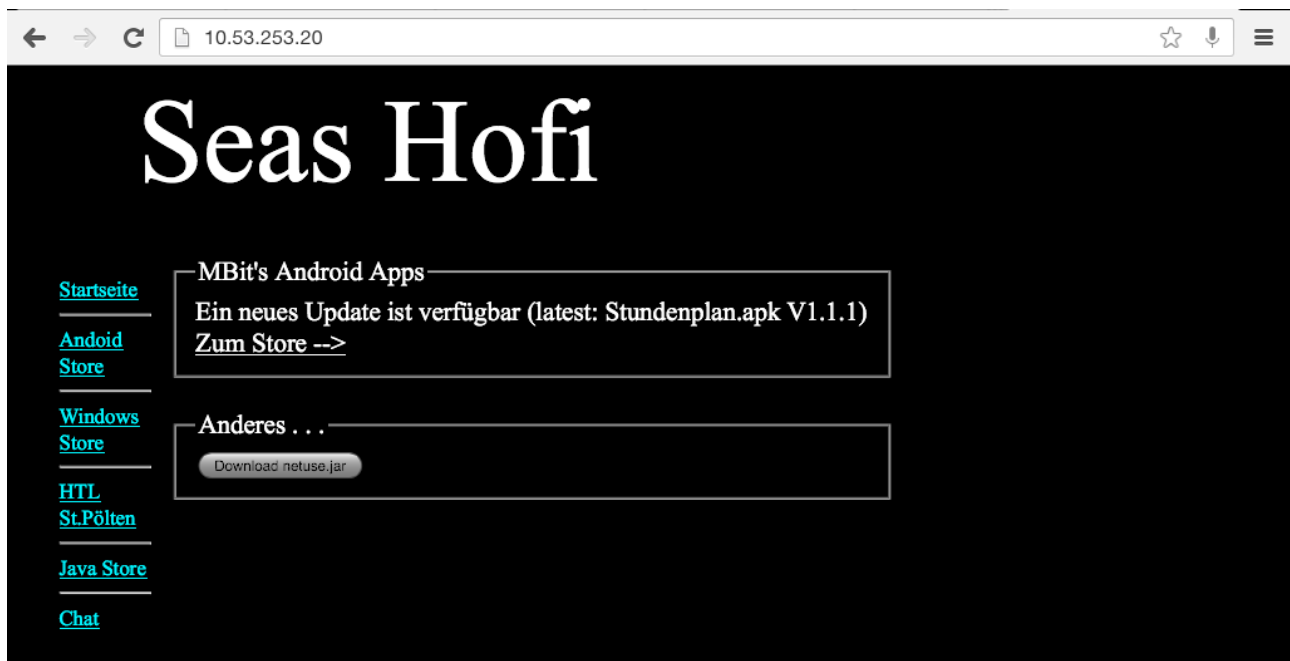 10.53.253.20
Seas Hofi
Startseite
Andoid
Store
Windows
Store
HTL
St.Pölten
Java Store
Chat
MBit's Android Apps
Ein neues Update ist verfügbar (latest: Stundenplan.apk V1.1.1)
Zum Store -->
Anderes . . .
Download netuse.jar